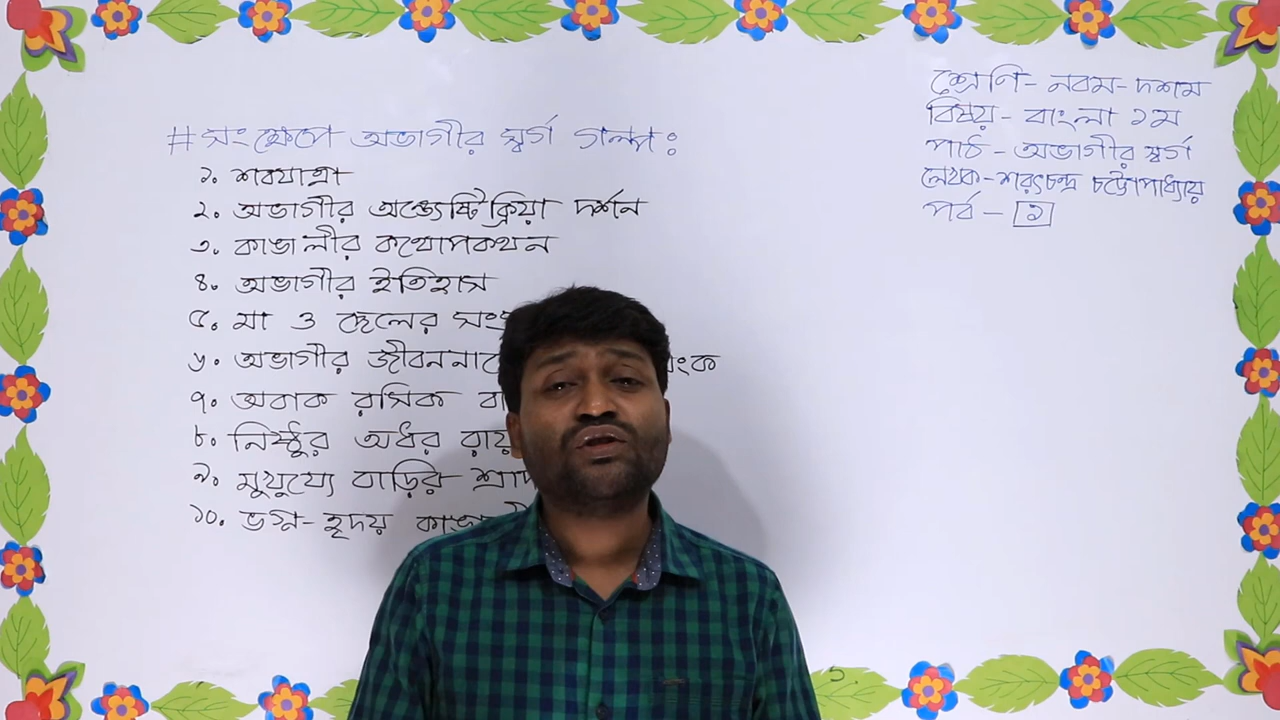 শ্রেণি - নবম - দশম
বিষয় - বাংলা ১ম
পাঠ - অভাগীর স্বর্গ
লেখক - শরৎচন্দ্র চট্টোপাধ্যায়
পর্ব - ১
# সংক্ষেপে অভাগীর স্বর্গ গল্প :
১. শবযাত্রা
২. অভাগীর অন্ত্যেষ্টিক্রিয়া দর্শন
৩. কাঙালীর কথোপকথন
৪. অভাগীর ইতিহাস
৫. মা ও ছেলের
৬. অভাগীর
৭. অবাক রসিক
৮. নিষ্ঠুর অধর রায়
৯. মুখুয্যে বাড়ির
১০. ভগ্ন - হৃদয়